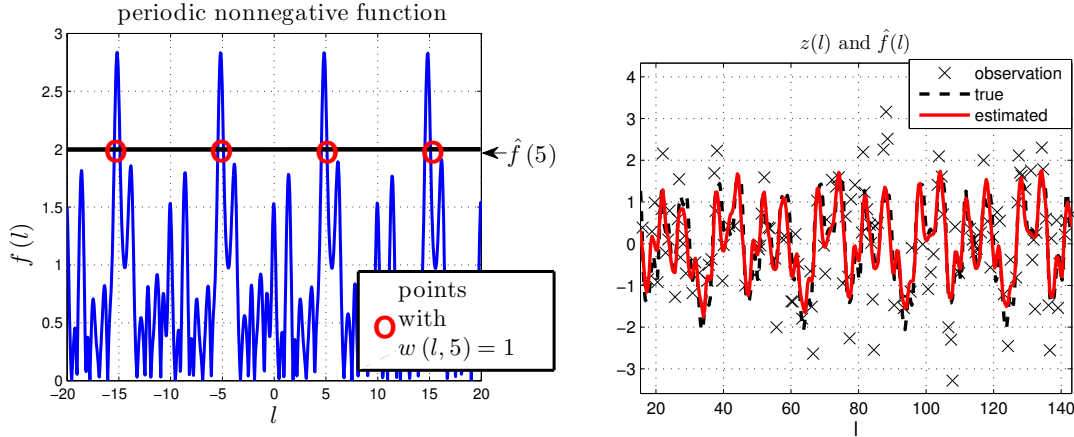 periodic nonnegative function
3
2.5
2
1.5
1
0.5
0
−20
−15
−10
−5
0
5
10
15
20
f (l)
l
f̂ (5)
points
with
w (l, 5) = 1
z(l) and f̂(l)
observation
true
estimated
4
3
2
1
0
−1
−2
−3
20
40
60
80
100
120
140
l